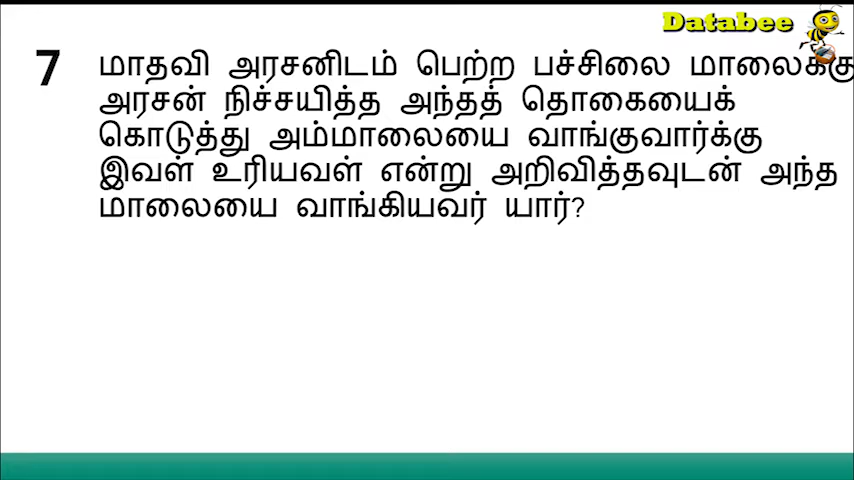 Databee
7 மாதவி அரசனிடம் பெற்ற பச்சிலை மாலைக்கு
அரசன் நிச்சயித்த அந்தத் தொகையைக்
கொடுத்து அம்மாலையை வாங்குவார்க்கு
இவள் உரியவள் என்று அறிவித்தவுடன் அந்த
மாலையை வாங்கியவர் யார்?